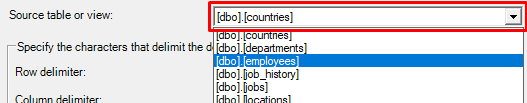 Source table or view:
[dbo].[countries]
[dbo].[countries]
[dbo].[departments]
Specify the characters that delimit the de
[dbo].[employees]
Row delimiter:
[dbo].[job_history]
[dbo].[jobs]
Column delimiter:
[dbo].[locations]